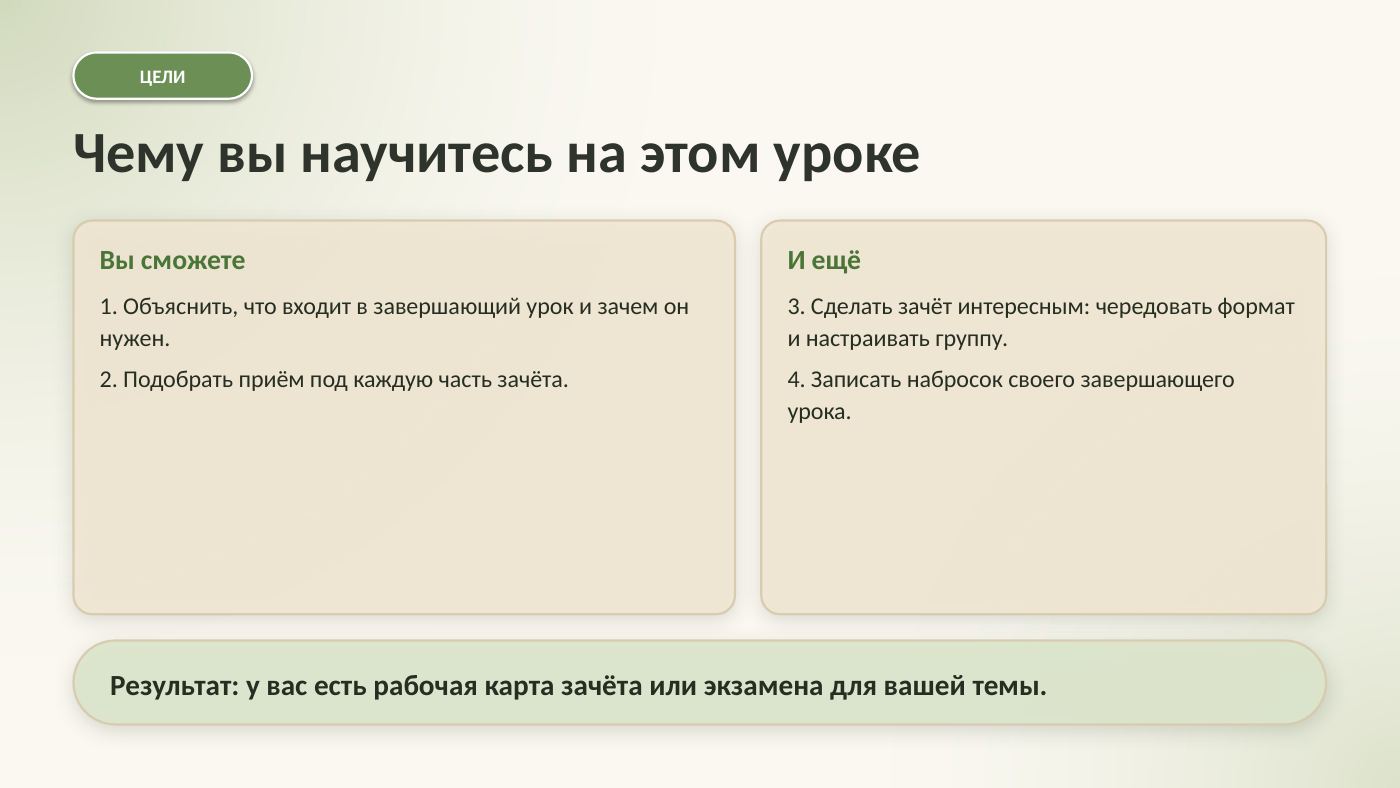 ЦЕЛИ
Чему вы научитесь на этом уроке
Вы сможете
1. Объяснить, что входит в завершающий урок и зачем он
нужен.
2. Подобрать приём под каждую часть зачёта.
И ещё
3. Сделать зачёт интересным: чередовать формат
и настраивать группу.
4. Записать набросок своего завершающего
урока.
Результат: у вас есть рабочая карта зачёта или экзамена для вашей темы.